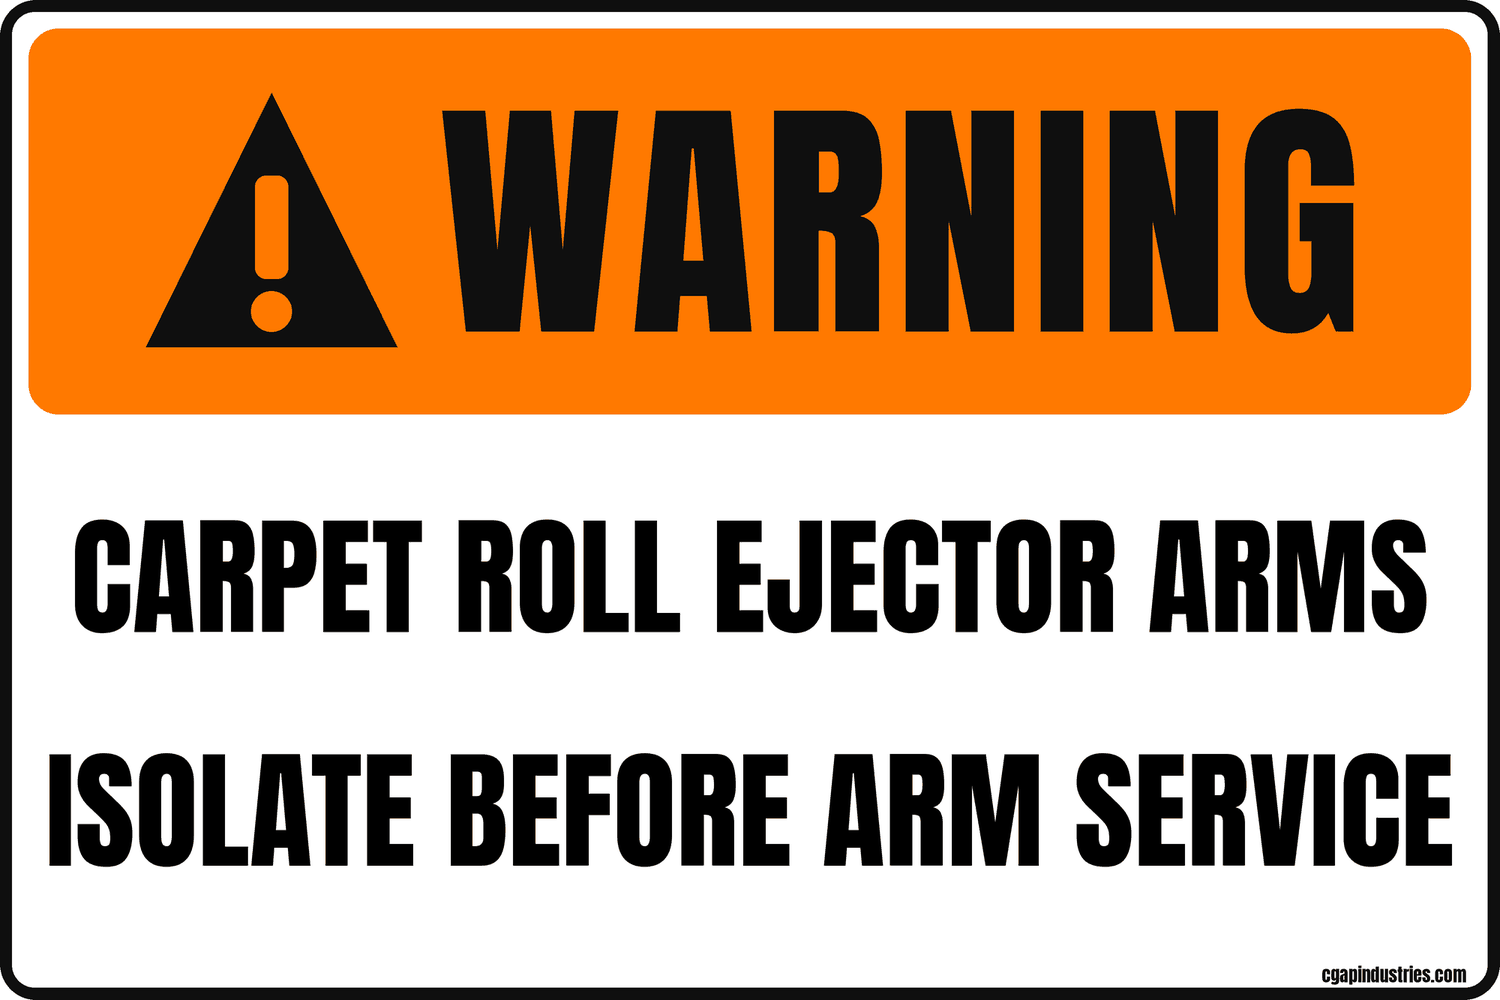 WARNING
CARPET ROLL EJECTOR ARMS
ISOLATE BEFORE ARM SERVICE
cgapindustries.com